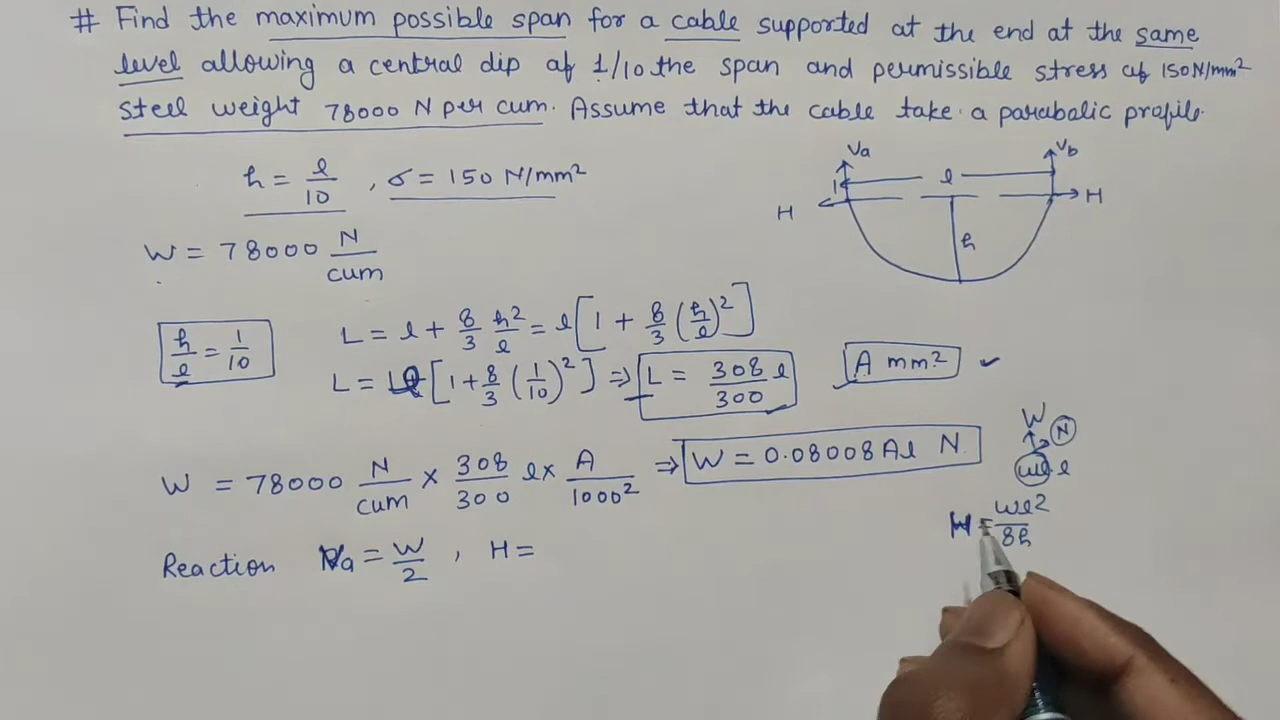 # Find the maximum possible span for a cable supported at the end at the same
level allowing a central dip of 1/10 the span and permissible stress of 150N/mm²
steel weight 78000 N per cum. Assume that the cable take a parabolic profile.
h = l/10 , σ = 150 N/mm²
Va Vb
l
H H
h
W = 78000 N/cum
h/l = 1/10
L = l + 8/3 h²/l = l[1 + 8/3 (h/l)²]
L = l[1 + 8/3 (1/10)²] ⇒ L = 308/300 l
A mm² ✓
W = 78000 N/cum × 308/300 l × A/1000² ⇒ W = 0.08008Al N
W
N
wl l
H = wl²/8h
Reaction Va = W/2 , H =